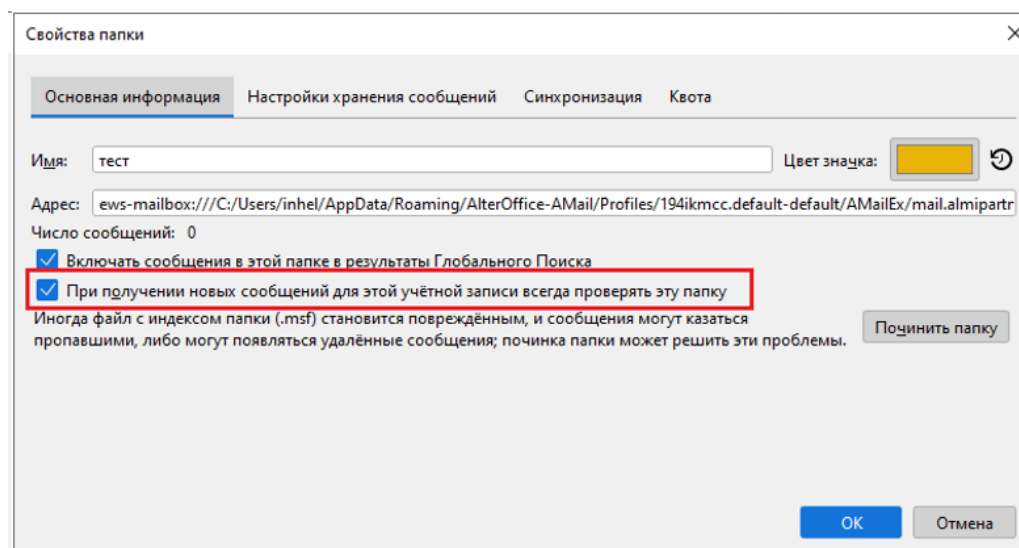 Свойства папки
Основная информация Настройки хранения сообщений Синхронизация Квота
Имя: тест Цвет значка:
Адрес: ews-mailbox:///C:/Users/inhel/AppData/Roaming/AlterOffice-AMail/Profiles/194ikmcc.default-default/AMailEx/mail.almipartr
Число сообщений: 0
Включать сообщения в этой папке в результаты Глобального Поиска
При получении новых сообщений для этой учётной записи всегда проверять эту папку
Иногда файл с индексом папки (.msf) становится повреждённым, и сообщения могут казаться
пропавшими, либо могут появляться удалённые сообщения; починка папки может решить эти проблемы.
Починить папку
ОК Отмена